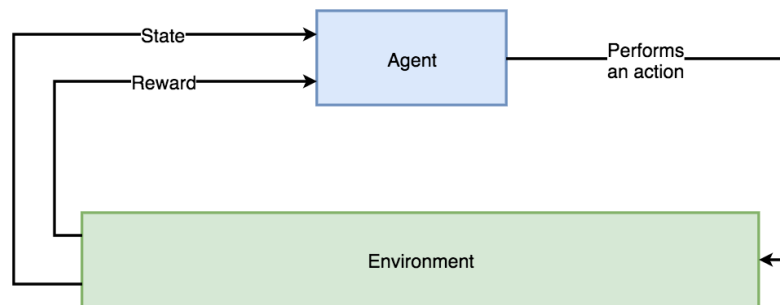 State
Agent
Performs
an action
Reward
Environment